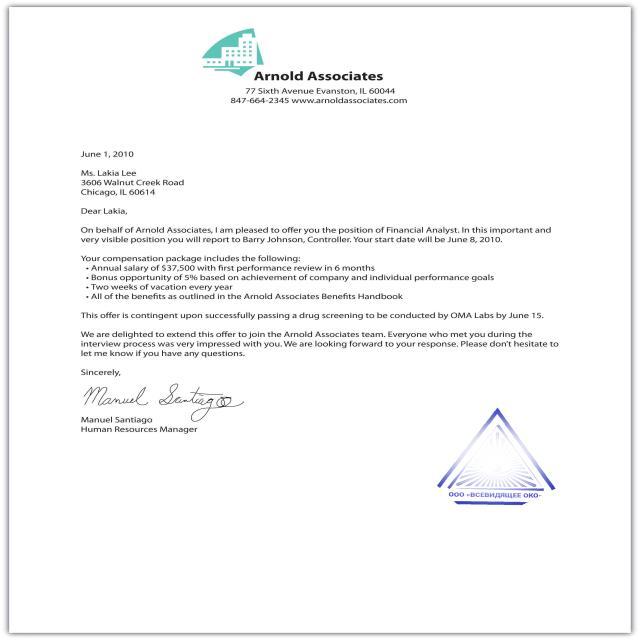 Arnold Associates
77 Sixth Avenue Evanston, IL 60044
847-664-2345 www.arnoldassociates.com
June 1, 2010
Ms. Lakia Lee
3606 Walnut Creek Road
Chicago, IL 60614
Dear Lakia,
On behalf of Arnold Associates, I am pleased to offer you the position of Financial Analyst. In this important and
very visible position you will report to Barry Johnson, Controller. Your start date will be June 8, 2010.
Your compensation package includes the following:
• Annual salary of $37,500 with first performance review in 6 months
• Bonus opportunity of 5% based on achievement of company and individual performance goals
• Two weeks of vacation every year
• All of the benefits as outlined in the Arnold Associates Benefits Handbook
This offer is contingent upon successfully passing a drug screening to be conducted by OMA Labs by June 15.
We are delighted to extend this offer to join the Arnold Associates team. Everyone who met you during the
interview process was very impressed with you. We are looking forward to your response. Please don't hesitate to
let me know if you have any questions.
Sincerely,
Manuel Santiago
Manuel Santiago
Human Resources Manager
ООО «ВСЕВИДЯЩЕЕ ОКО»